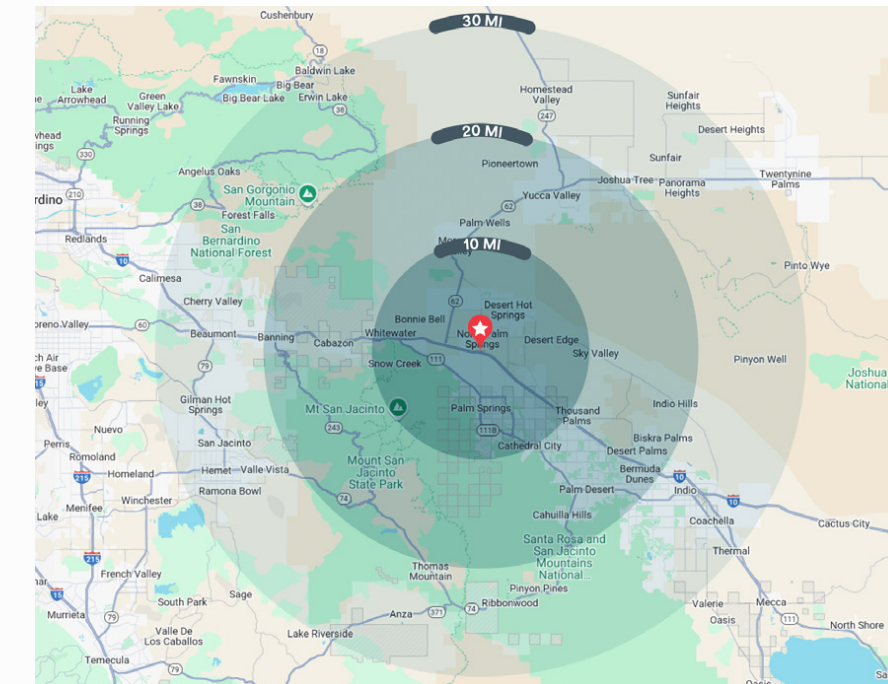 30 MI
Cushenbury
18
Baldwin Lake
Fawnskin
Big Bear
Lake
Arrowhead
Green
Valley Lake
Big Bear Lake
Erwin Lake
Homestead
Valley
Sunfair
Heights
38
247
Running
Springs
20 MI
Desert Heights
330
Pioneertown
Sunfair
Angelus Oaks
Joshua Tree
Panorama
Heights
Twentynine
Palms
San Gorgonio
Mountain
210
Yucca Valley
38
Forest Falls
62
San
Bernardino
National Forest
Palm Wells
Redlands
10 MI
10
Pinto Wye
Calimesa
Cherry Valley
62
Desert Hot
Springs
Bonnie Bell
60
Beaumont
Banning
Whitewater
Cabazon
Desert Edge
Sky Valley
Snow Creek
111
Pinyon Well
79
Joshua
National
Gilman Hot
Springs
Mt San Jacinto
Palm Springs
Thousand
Palms
Indio Hills
243
111B
Nuevo
Perris
San Jacinto
Cathedral City
Biskra Palms
Romoland
Desert Palms
Mount San
Jacinto
State Park
Homeland
Hemet
Valle Vista
Bermuda
Dunes
215
10
Ramona Bowl
74
Palm Desert
Indio
10
Winchester
Menifee
Cahuilla Hills
Coachella
Cactus City
Lake
Santa Rosa and
San Jacinto
Mountains
National...
Thermal
215
French Valley
Thomas
Mountain
15
Pinyon Pines
South Park
Sage
74
Ribbonwood
Valerie
Mecca
Murrieta
79
Anza
371
Oasis
111
North Shore
Valle De
Los Caballos
Lake Riverside
Temecula
79
Oasis